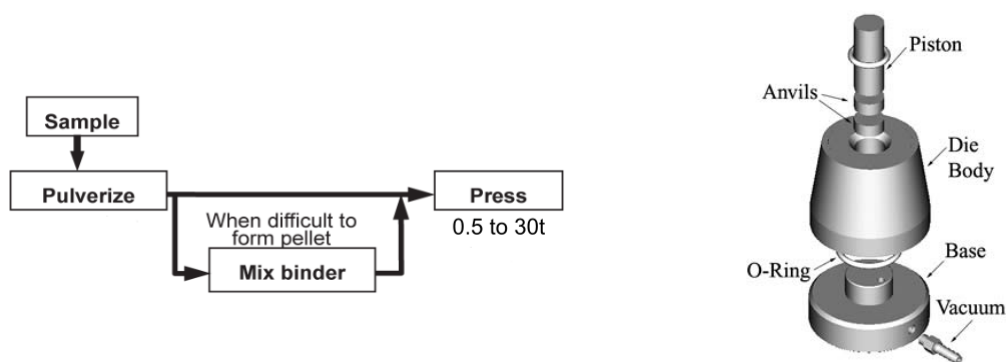 Sample
Pulverize
When difficult to
form pellet
Mix binder
Press
0.5 to 30t
Piston
Anvils
Die
Body
O-Ring
Base
Vacuum